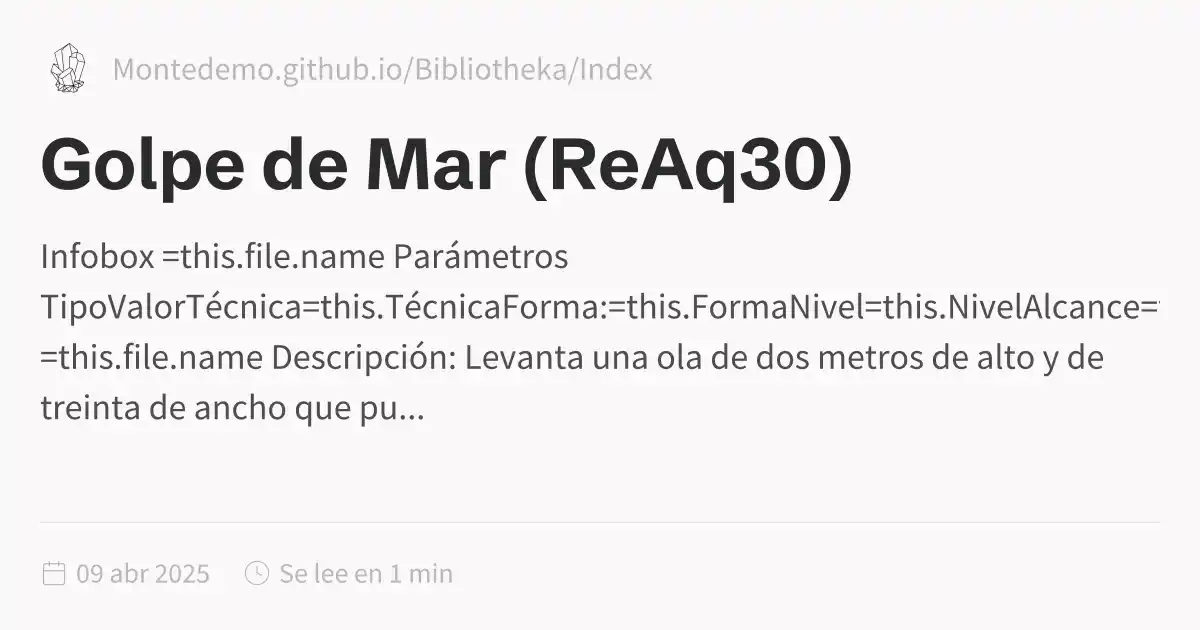 Montedemo.github.io/Bibliotheka/Index
Golpe de Mar (ReAq30)
Infobox =this.file.name Parámetros
TipoValorTécnica=this.TécnicaForma:=this.FormaNivel=this.NivelAlcance=
=this.file.name Descripción: Levanta una ola de dos metros de alto y de
treinta de ancho que pu...
09 abr 2025
Se lee en 1 min